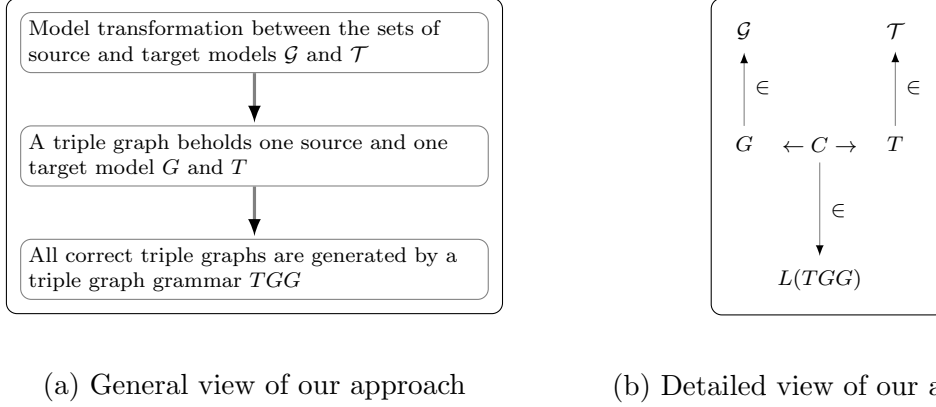 Model transformation between the sets of
source and target models 𝒢 and 𝒯
A triple graph beholds one source and one
target model G and T
All correct triple graphs are generated by a
triple graph grammar TGG
(a) General view of our approach
𝒢 𝒯
∈ ∈
G ← C → T
∈
L(TGG)
(b) Detailed view of our a